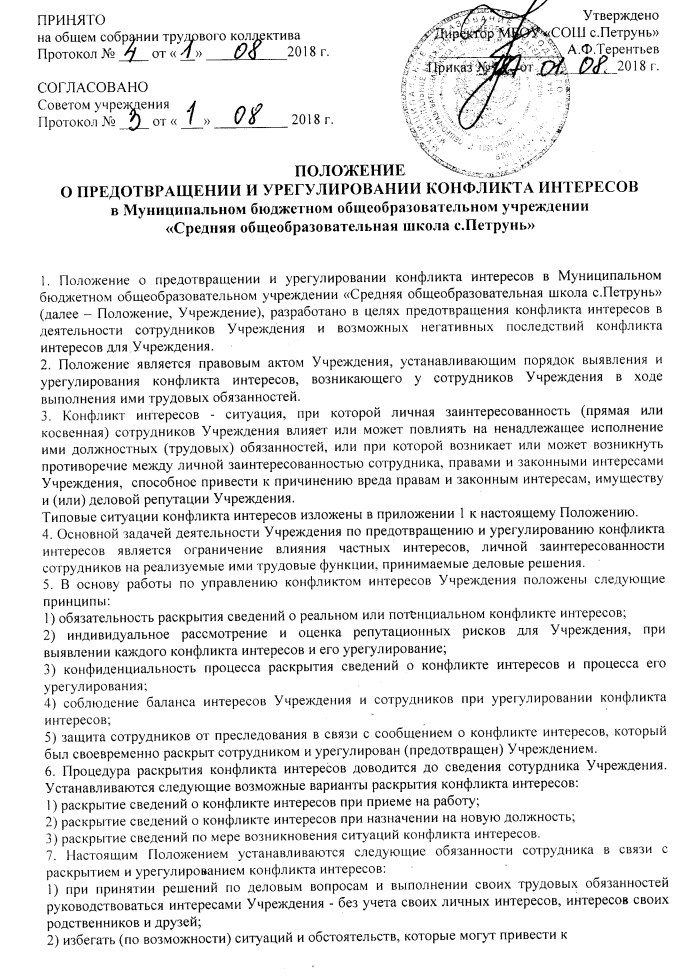 ПРИНЯТО
на общем собрании трудового коллектива
Протокол № 4 от « 1 » 08 2018 г.
СОГЛАСОВАНО
Советом учреждения
Протокол № 3 от « 1 » 08 2018 г.
Утверждено
Директор МБОУ «СОШ с.Петрунь»
А.Ф.Терентьев
Приказ № от 01. 08. 2018 г.
ПОЛОЖЕНИЕ
О ПРЕДОТВРАЩЕНИИ И УРЕГУЛИРОВАНИИ КОНФЛИКТА ИНТЕРЕСОВ
в Муниципальном бюджетном общеобразовательном учреждении
«Средняя общеобразовательная школа с.Петрунь»
1. Положение о предотвращении и урегулировании конфликта интересов в Муниципальном
бюджетном общеобразовательном учреждении «Средняя общеобразовательная школа с.Петрунь»
(далее – Положение, Учреждение), разработано в целях предотвращения конфликта интересов в
деятельности сотрудников Учреждения и возможных негативных последствий конфликта
интересов для Учреждения.
2. Положение является правовым актом Учреждения, устанавливающим порядок выявления и
урегулирования конфликта интересов, возникающего у сотрудников Учреждения в ходе
выполнения ими трудовых обязанностей.
3. Конфликт интересов - ситуация, при которой личная заинтересованность (прямая или
косвенная) сотрудников Учреждения влияет или может повлиять на ненадлежащее исполнение
ими должностных (трудовых) обязанностей, или при которой возникает или может возникнуть
противоречие между личной заинтересованностью сотрудника, правами и законными интересами
Учреждения, способное привести к причинению вреда правам и законным интересам, имуществу
и (или) деловой репутации Учреждения.
Типовые ситуации конфликта интересов изложены в приложении 1 к настоящему Положению.
4. Основной задачей деятельности Учреждения по предотвращению и урегулированию конфликта
интересов является ограничение влияния частных интересов, личной заинтересованности
сотрудников на реализуемые ими трудовые функции, принимаемые деловые решения.
5. В основу работы по управлению конфликтом интересов Учреждения положены следующие
принципы:
1) обязательность раскрытия сведений о реальном или потенциальном конфликте интересов;
2) индивидуальное рассмотрение и оценка репутационных рисков для Учреждения, при
выявлении каждого конфликта интересов и его урегулирование;
3) конфиденциальность процесса раскрытия сведений о конфликте интересов и процесса его
урегулирования;
4) соблюдение баланса интересов Учреждения и сотрудников при урегулировании конфликта
интересов;
5) защита сотрудников от преследования в связи с сообщением о конфликте интересов, который
был своевременно раскрыт сотрудником и урегулирован (предотвращен) Учреждением.
6. Процедура раскрытия конфликта интересов доводится до сведения сотурдника Учреждения.
Устанавливаются следующие возможные варианты раскрытия конфликта интересов:
1) раскрытие сведений о конфликте интересов при приеме на работу;
2) раскрытие сведений о конфликте интересов при назначении на новую должность;
3) раскрытие сведений по мере возникновения ситуаций конфликта интересов.
7. Настоящим Положением устанавливаются следующие обязанности сотрудника в связи с
раскрытием и урегулированием конфликта интересов:
1) при принятии решений по деловым вопросам и выполнении своих трудовых обязанностей
руководствоваться интересами Учреждения - без учета своих личных интересов, интересов своих
родственников и друзей;
2) избегать (по возможности) ситуаций и обстоятельств, которые могут привести к